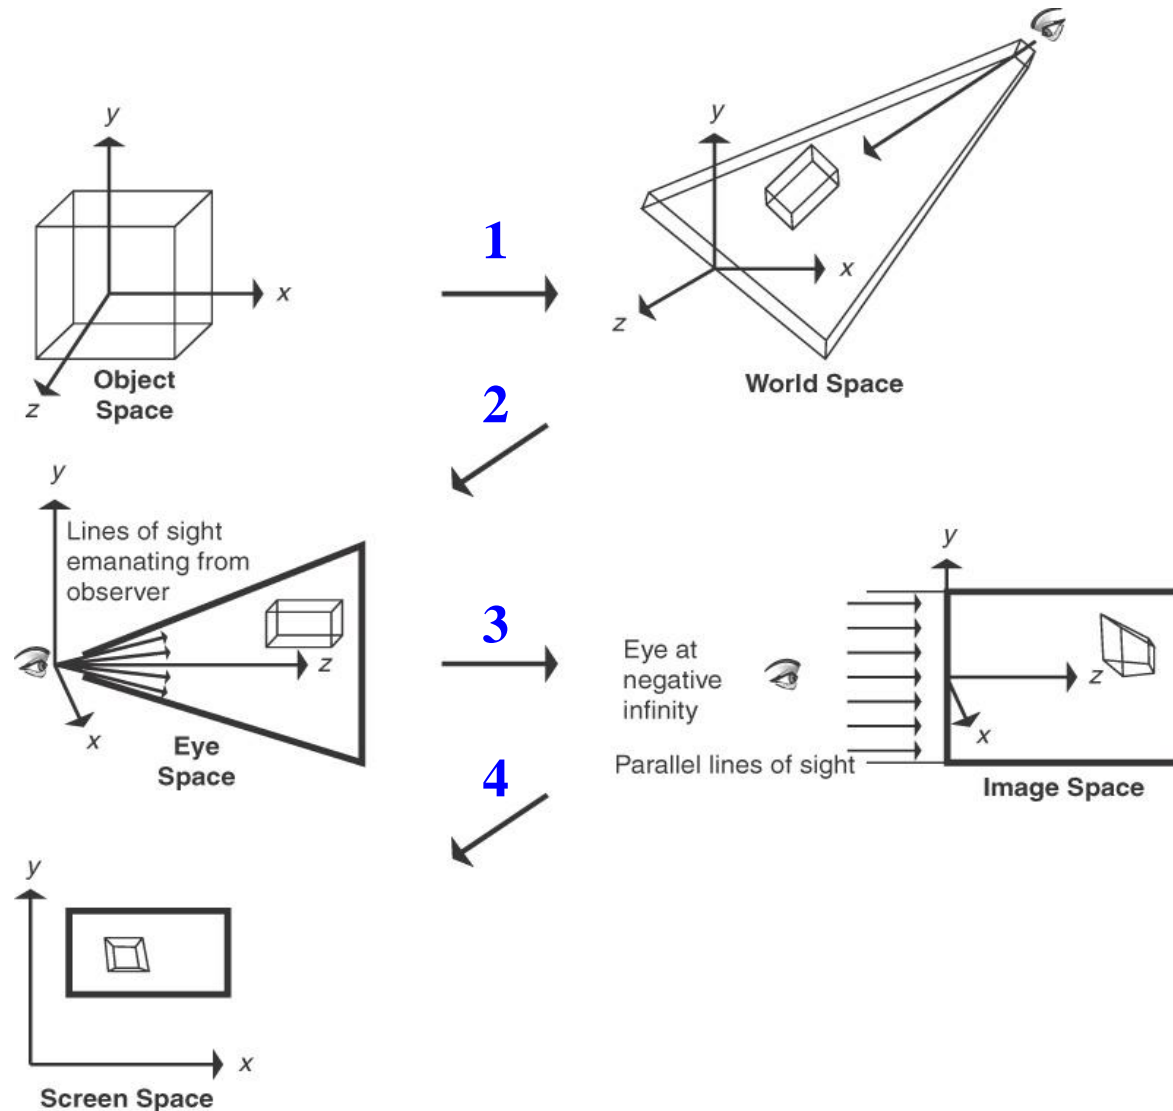 y
x
z
Object
Space
1
y
x
z
World Space
2
y
Lines of sight
emanating from
observer
z
x
Eye
Space
3
Eye at
negative
infinity
Parallel lines of sight
y
z
x
Image Space
4
y
x
Screen Space